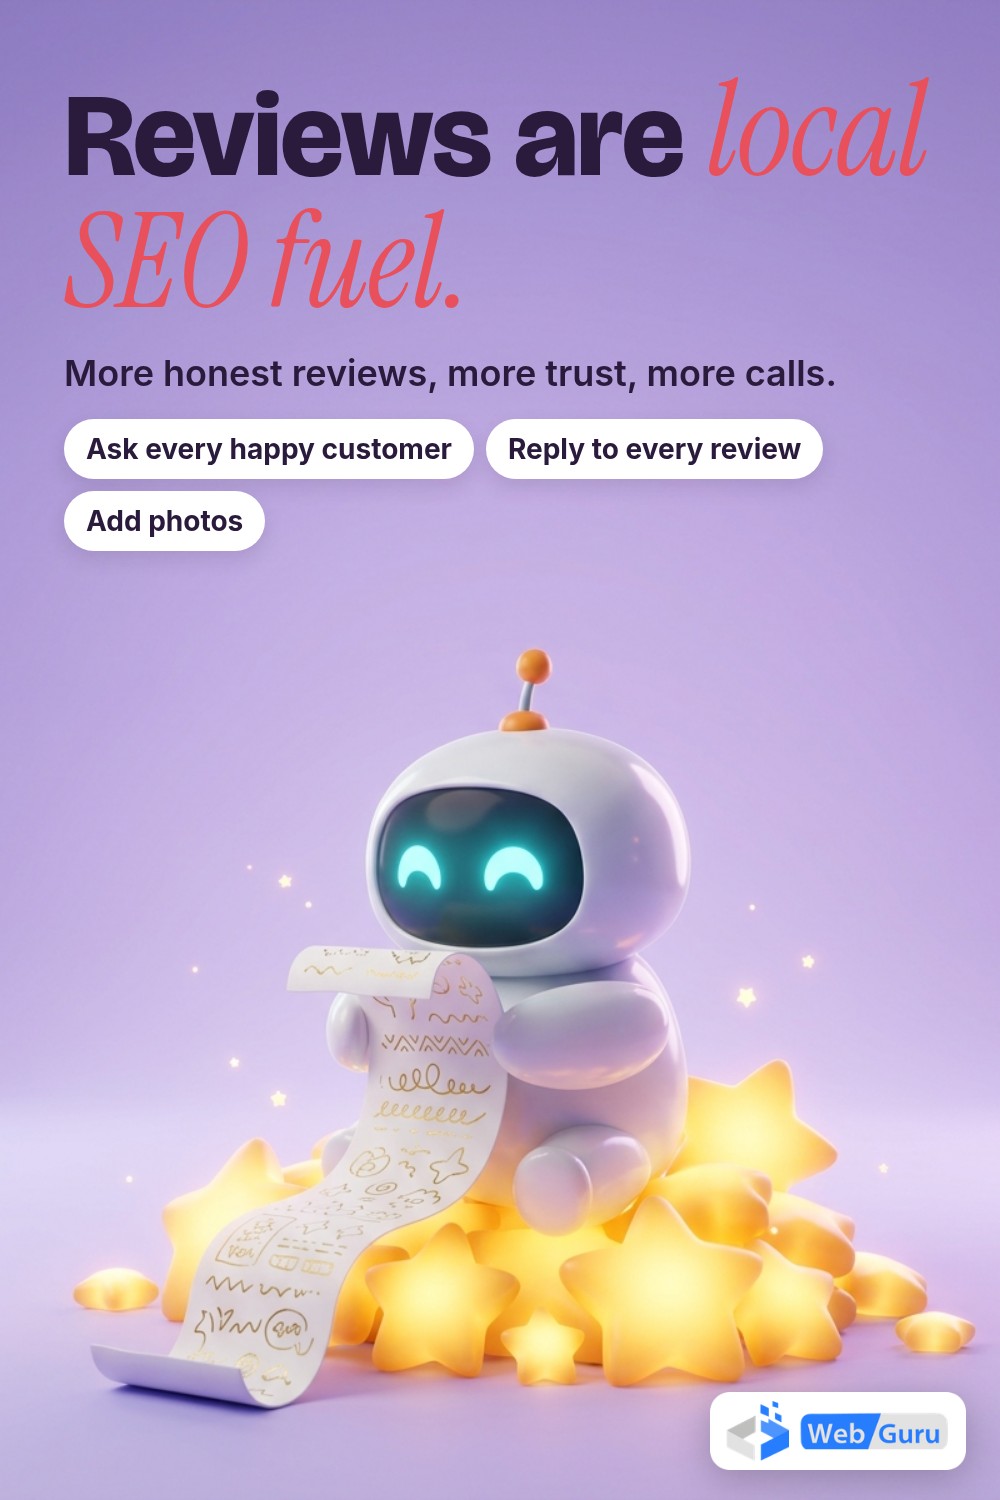 Reviews are local
SEO fuel.
More honest reviews, more trust, more calls.
Ask every happy customer
Reply to every review
Add photos
Web Guru